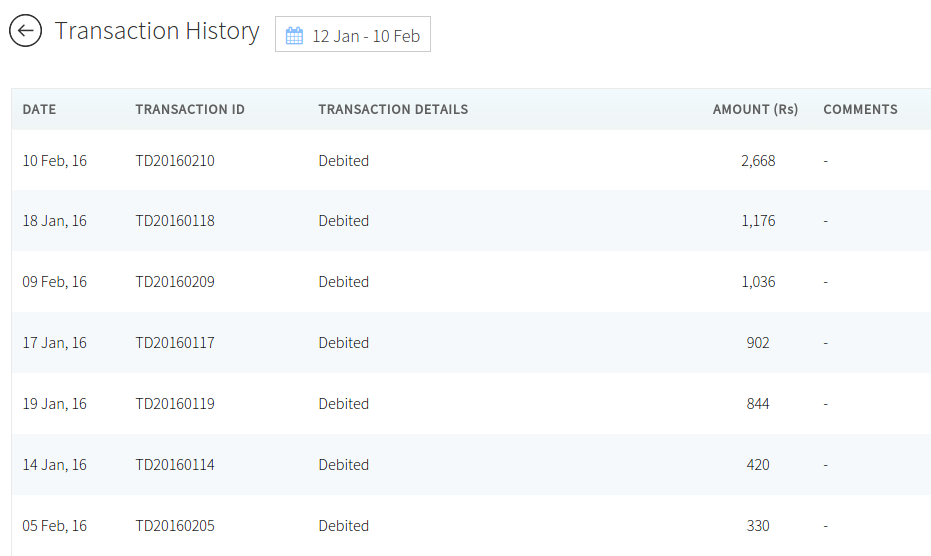 Transaction History 12 Jan - 10 Feb
DATE TRANSACTION ID TRANSACTION DETAILS AMOUNT (Rs) COMMENTS
10 Feb, 16 TD20160210 Debited 2,668 -
18 Jan, 16 TD20160118 Debited 1,176 -
09 Feb, 16 TD20160209 Debited 1,036 -
17 Jan, 16 TD20160117 Debited 902 -
19 Jan, 16 TD20160119 Debited 844 -
14 Jan, 16 TD20160114 Debited 420 -
05 Feb, 16 TD20160205 Debited 330 -